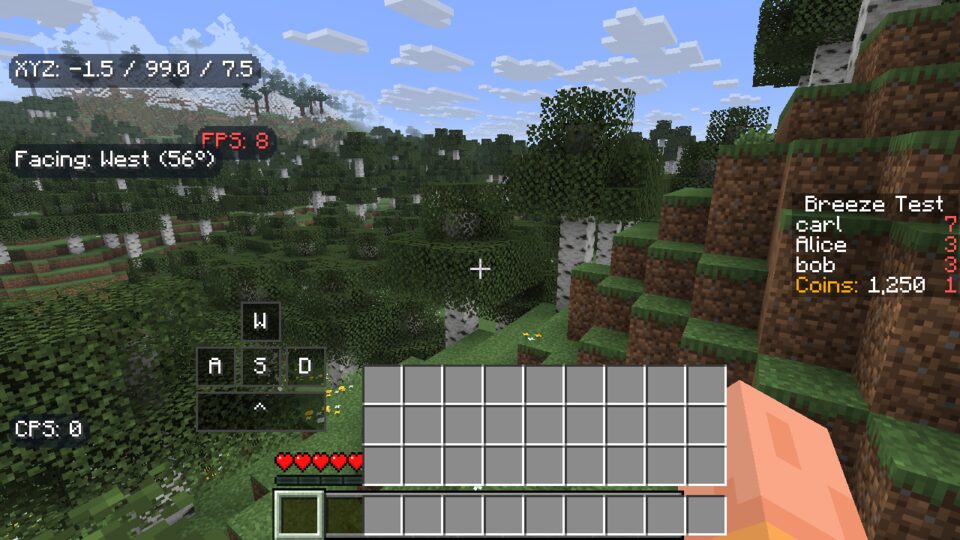 XYZ: -1.5 / 99.0 / 7.5
FPS: 8
Facing: West (56º)
Breeze Test
carl 7
Alice 3
bob 3
Coins: 1,250 1
W
A S D
^
CPS: 0